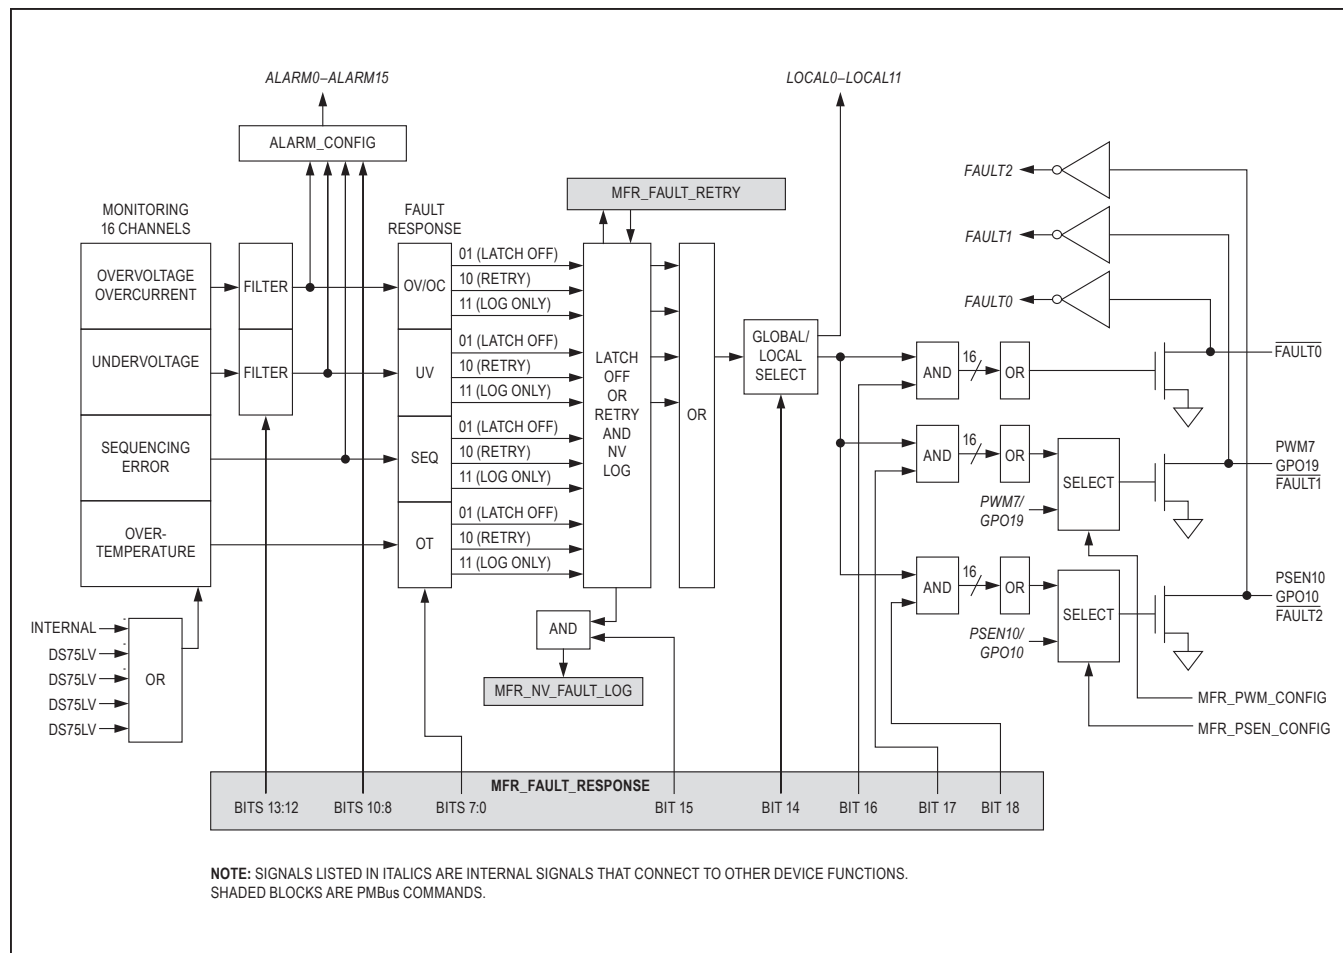 ALARM0–ALARM15
LOCAL0–LOCAL11
ALARM_CONFIG
FAULT2
MFR_FAULT_RETRY
MONITORING
16 CHANNELS
FAULT
RESPONSE
FAULT1
OVERVOLTAGE
OVERCURRENT
FILTER
OV/OC
01 (LATCH OFF)
10 (RETRY)
11 (LOG ONLY)
FAULT0
UNDERVOLTAGE
FILTER
UV
01 (LATCH OFF)
10 (RETRY)
11 (LOG ONLY)
LATCH
OFF
OR
RETRY
AND
NV
LOG
OR
GLOBAL/
LOCAL
SELECT
AND
16
OR
FAULT0
SEQUENCING
ERROR
SEQ
01 (LATCH OFF)
10 (RETRY)
11 (LOG ONLY)
AND
16
OR
SELECT
PWM7/
GPO19
PWM7
GPO19
FAULT1
OVER-
TEMPERATURE
OT
01 (LATCH OFF)
10 (RETRY)
11 (LOG ONLY)
AND
16
OR
SELECT
PSEN10/
GPO10
PSEN10
GPO10
FAULT2
INTERNAL
DS75LV
DS75LV
DS75LV
DS75LV
OR
AND
MFR_NV_FAULT_LOG
MFR_PWM_CONFIG
MFR_PSEN_CONFIG
MFR_FAULT_RESPONSE
BITS 13:12
BITS 10:8
BITS 7:0
BIT 15
BIT 14
BIT 16
BIT 17
BIT 18
NOTE: SIGNALS LISTED IN ITALICS ARE INTERNAL SIGNALS THAT CONNECT TO OTHER DEVICE FUNCTIONS.
SHADED BLOCKS ARE PMBus COMMANDS.